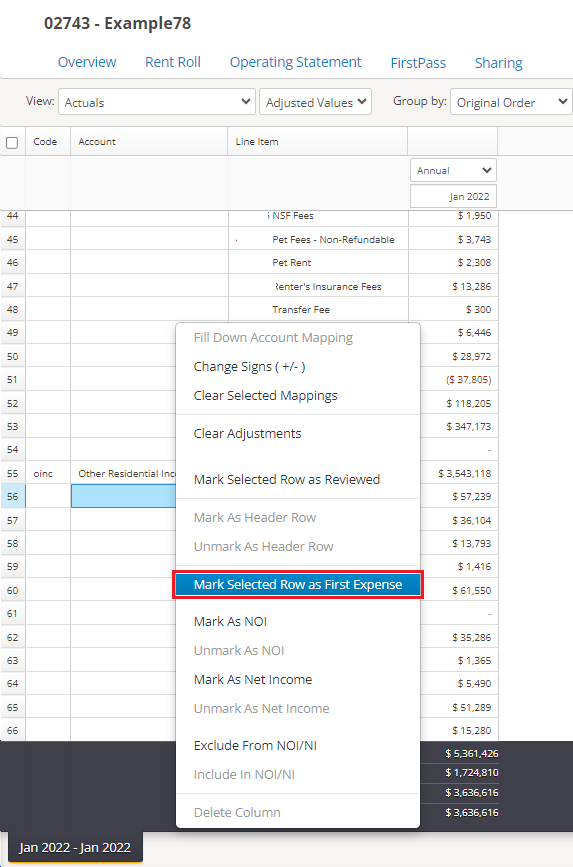 02743 - Example78
Overview Rent Roll Operating Statement FirstPass Sharing
View: Actuals Adjusted Values Group by: Original Order
Code Account Line Item
Annual
Jan 2022
44 NSF Fees $ 1,950
45 Pet Fees - Non-Refundable $ 3,743
46 Pet Rent $ 2,308
47 Renter's Insurance Fees $ 13,286
48 Transfer Fee $ 300
49 $ 6,446
50 $ 28,972
51 ($ 37,805)
52 $ 118,205
53 $ 347,173
54 -
55 oinc Other Residential Inc $ 3,543,118
56 $ 57,239
57 $ 36,104
58 $ 13,793
59 $ 1,416
60 $ 61,550
61 -
62 $ 35,286
63 $ 1,365
64 $ 5,490
65 $ 51,289
66 $ 15,280
Fill Down Account Mapping
Change Signs ( +/- )
Clear Selected Mappings
Clear Adjustments
Mark Selected Row as Reviewed
Mark As Header Row
Unmark As Header Row
Mark Selected Row as First Expense
Mark As NOI
Unmark As NOI
Mark As Net Income
Unmark As Net Income
Exclude From NOI/NI
Include In NOI/NI
Delete Column
$ 5,361,426
$ 1,724,810
$ 3,636,616
$ 3,636,616
Jan 2022 - Jan 2022